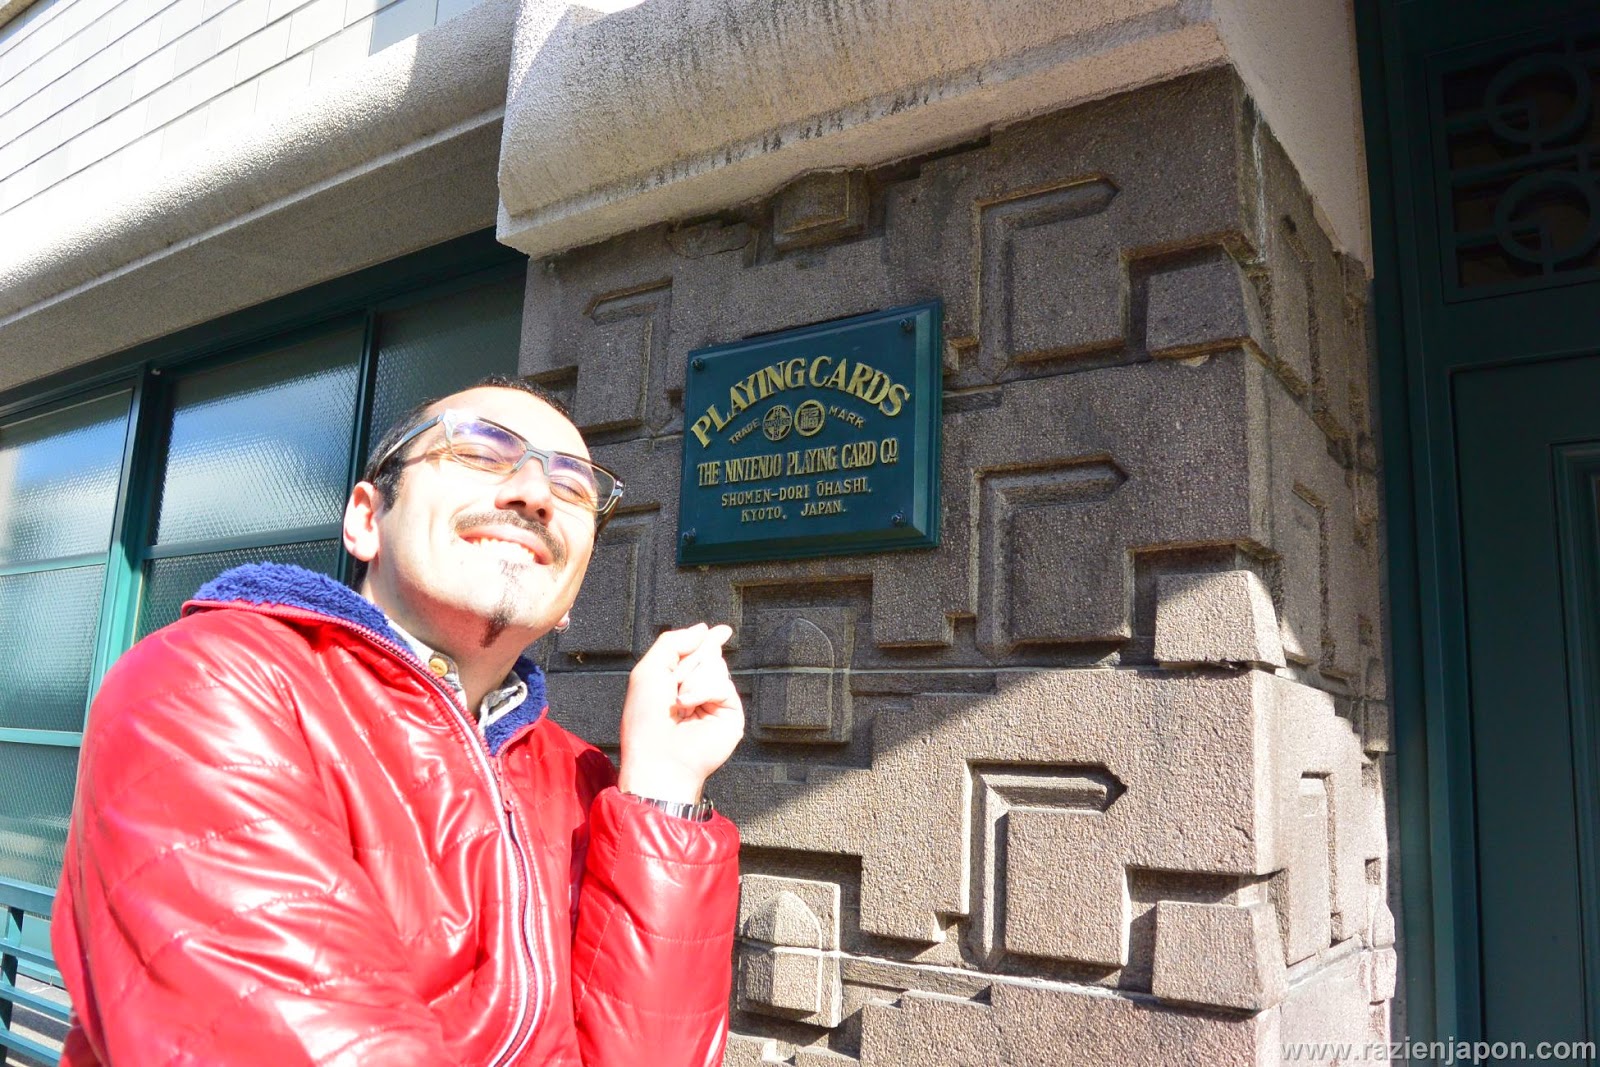 PLAYING CARDS
TRADE MARK
THE NINTENDO PLAYING CARD CO.
SHOMEN-DORI ŌHASHI.
KYOTO. JAPAN.
www.razienjapon.com